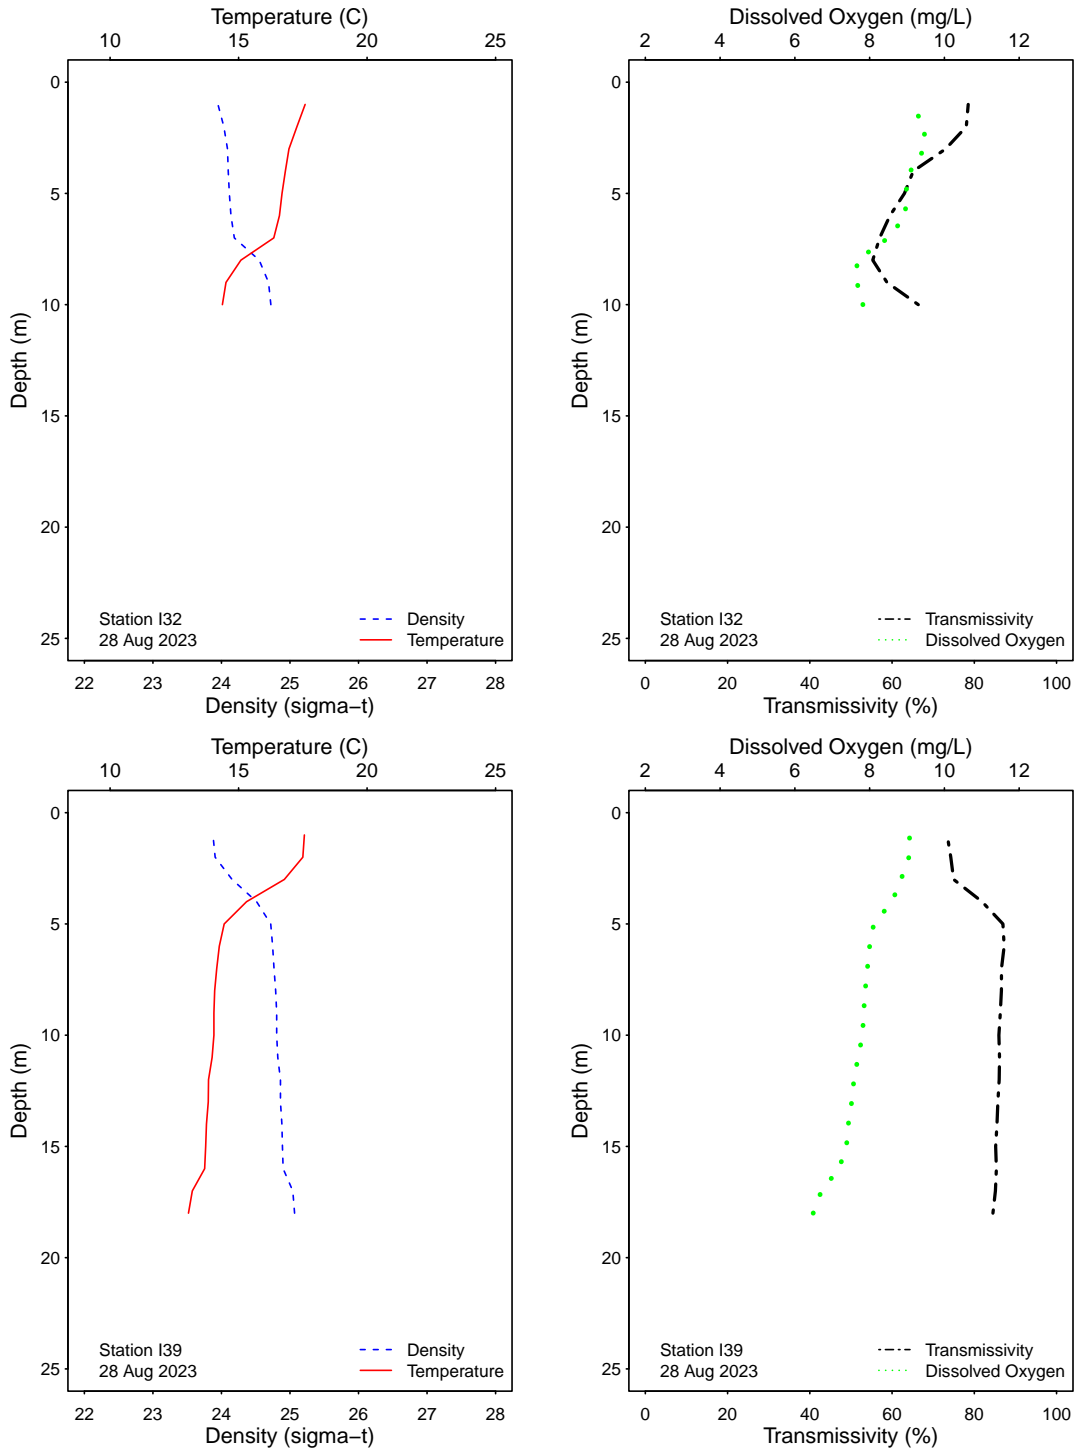 Temperature (C)
10 15 20 25
0
5
10
15
20
25
Depth (m)
Station I32
28 Aug 2023
Density
Temperature
22 23 24 25 26 27 28
Density (sigma−t)
Dissolved Oxygen (mg/L)
2 4 6 8 10 12
0
5
10
15
20
25
Depth (m)
Station I32
28 Aug 2023
Transmissivity
Dissolved Oxygen
0 20 40 60 80 100
Transmissivity (%)
Temperature (C)
10 15 20 25
0
5
10
15
20
25
Depth (m)
Station I39
28 Aug 2023
Density
Temperature
22 23 24 25 26 27 28
Density (sigma−t)
Dissolved Oxygen (mg/L)
2 4 6 8 10 12
0
5
10
15
20
25
Depth (m)
Station I39
28 Aug 2023
Transmissivity
Dissolved Oxygen
0 20 40 60 80 100
Transmissivity (%)